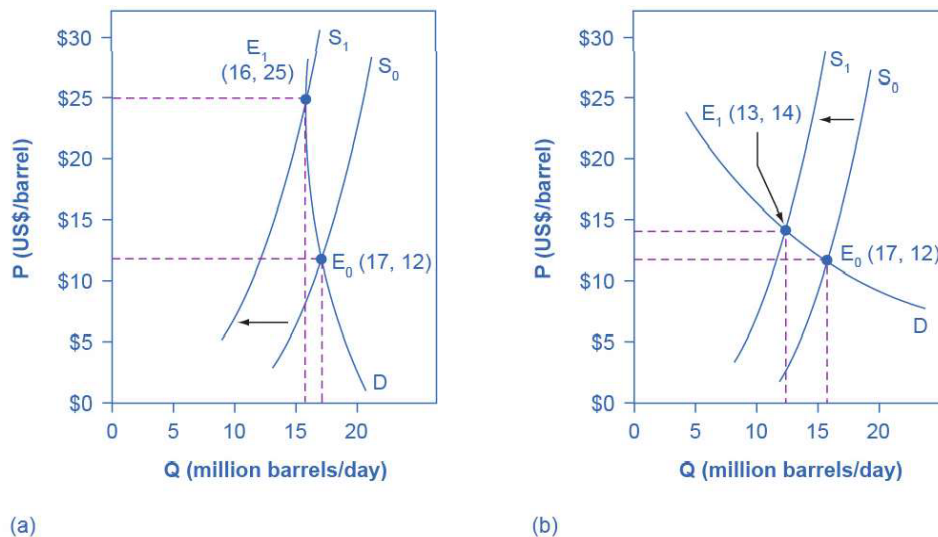 $30
$25
$20
$15
$10
$5
$0
P (US$/barrel)
E1
(16, 25)
S1
S0
E0 (17, 12)
D
0
5
10
15
20
Q (million barrels/day)
(a)
$30
$25
$20
$15
$10
$5
$0
P (US$/barrel)
S1
S0
E1 (13, 14)
E0 (17, 12)
D
0
5
10
15
20
Q (million barrels/day)
(b)